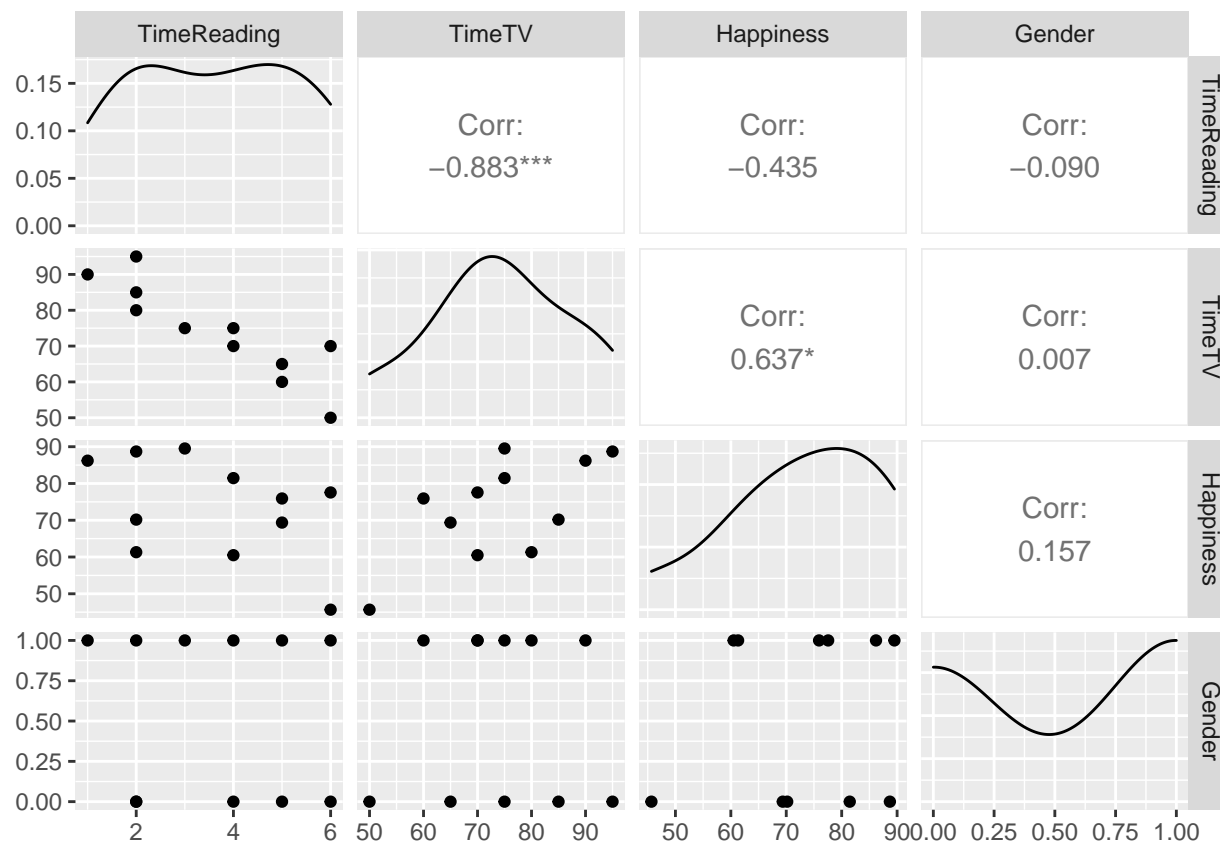 TimeReading TimeTV Happiness Gender
0.15
0.10
0.05
0.00
Corr:
−0.883***
Corr:
−0.435
Corr:
−0.090
TimeReading
90
80
70
60
50
Corr:
0.637*
Corr:
0.007
TimeTV
90
80
70
60
50
Corr:
0.157
Happiness
1.00
0.75
0.50
0.25
0.00
Gender
2 4 6 50 60 70 80 90 50 60 70 80 90 0.00 0.25 0.50 0.75 1.00